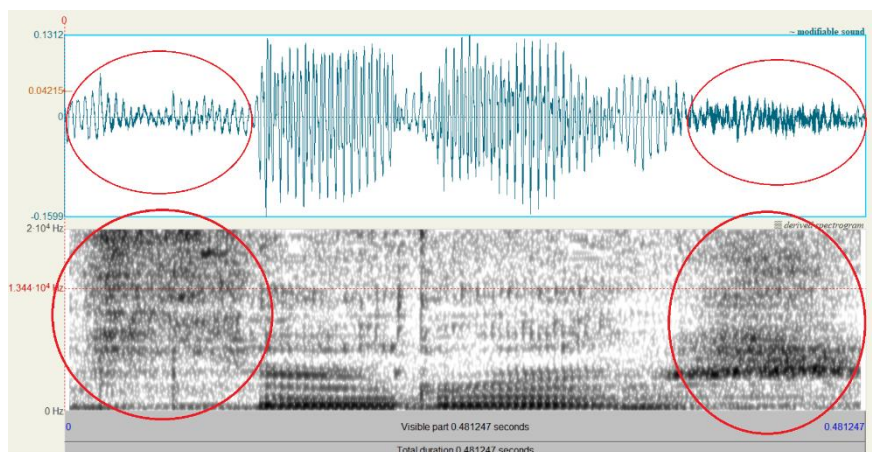 0
0.1312
~ modifiable sound
0.04215
0
-0.1599
2·10⁴ Hz
derived spectrogram
1.344·10⁴ Hz
0 Hz
0 Visible part 0.481247 seconds 0.481247
Total duration 0.481247 seconds